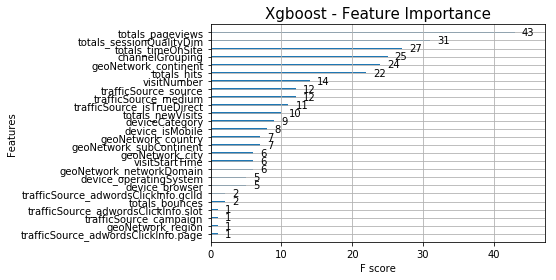 Xgboost - Feature Importance
totals_pageviews 43
totals_sessionQualityDim 31
totals_timeOnSite 27
channelGrouping 25
geoNetwork_continent 24
totals_hits 22
visitNumber 14
trafficSource_source 12
trafficSource_medium 12
trafficSource_isTrueDirect 11
totals_newVisits 10
deviceCategory 9
device_isMobile 8
geoNetwork_country 7
geoNetwork_subContinent 7
geoNetwork_city 6
visitStartTime 6
geoNetwork_networkDomain 6
device_operatingSystem 5
device_browser 5
trafficSource_adwordsClickInfo.gclid 2
totals_bounces 2
trafficSource_adwordsClickInfo.slot 1
trafficSource_campaign 1
geoNetwork_region 1
trafficSource_adwordsClickInfo.page 1
Features
0 10 20 30 40
F score